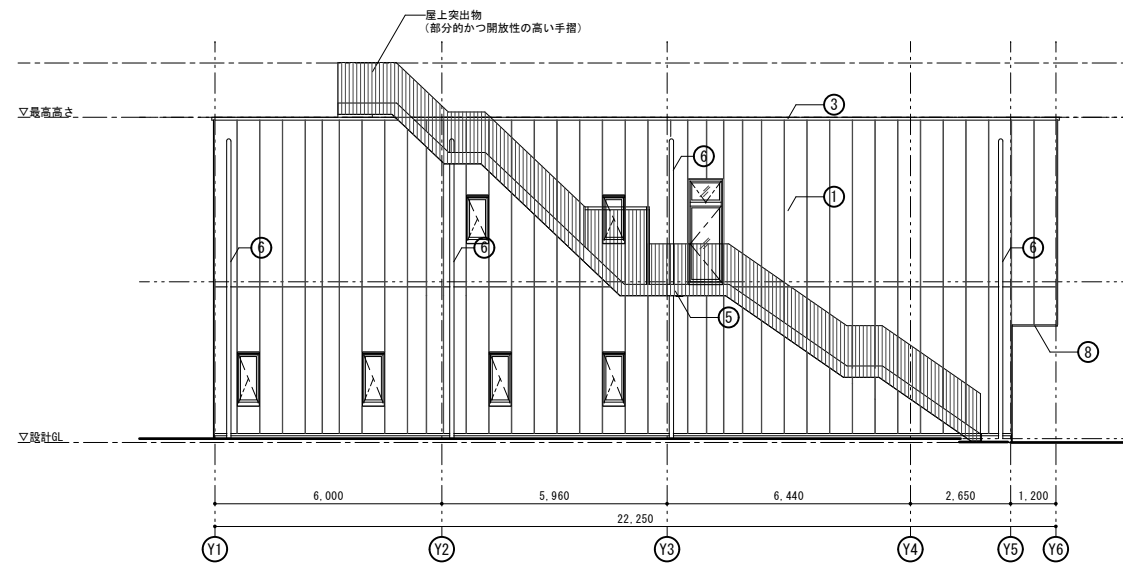 屋上突出物
（部分的かつ開放性の高い手摺）
▽最高高さ
3
6
1
6
6
6
5
8
▽設計GL
6,000
5,960
6,440
2,650
1,200
22,250
Y1
Y2
Y3
Y4
Y5
Y6